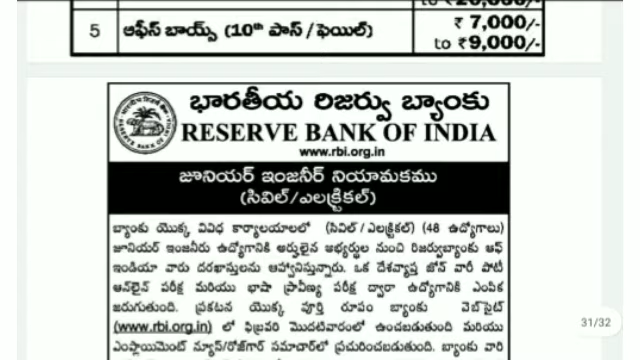 to ₹20,000/-
5 ఆఫీస్ బాయ్స్ (10th పాస్ / ఫెయిల్) ₹ 7,000/-
to ₹9,000/-
భారతీయ రిజర్వు బ్యాంకు
RESERVE BANK OF INDIA
www.rbi.org.in
జూనియర్ ఇంజనీర్ నియామకము
(సివిల్/ఎలక్ట్రికల్)
బ్యాంకు యొక్క వివిధ కార్యాలయాలలో (సివిల్/ఎలక్ట్రికల్) (48 ఉద్యోగాలు)
జూనియర్ ఇంజనీరు ఉద్యోగానికి అర్హులైన అభ్యర్థుల నుంచి రిజర్వుబ్యాంకు ఆఫ్
ఇండియా వారు దరఖాస్తులను ఆహ్వానిస్తున్నారు. ఒక దేశవ్యాప్త జోన్ వారీ పోటీ
ఆన్‌లైన్ పరీక్ష మరియు భాషా ప్రావీణ్య పరీక్ష ద్వారా ఉద్యోగానికి ఎంపిక
జరుగుతుంది. ప్రకటన యొక్క పూర్తి రూపం బ్యాంకు వెబ్‌సైట్
(www.rbi.org.in) లో ఫిబ్రవరి మొదటివారంలో ఉంచబడుతుంది మరియు
ఎంప్లాయిమెంట్ న్యూస్/రోజ్‌గార్ సమాచార్‌లో ప్రచురించబడుతుంది. బ్యాంకు వారి
31/32